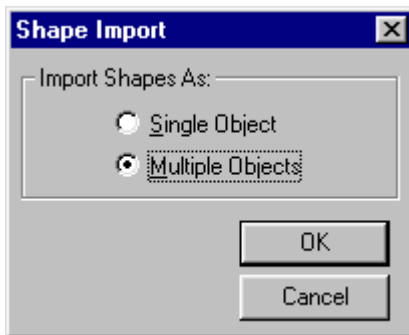 Shape Import
Import Shapes As:
Single Object
Multiple Objects
OK
Cancel